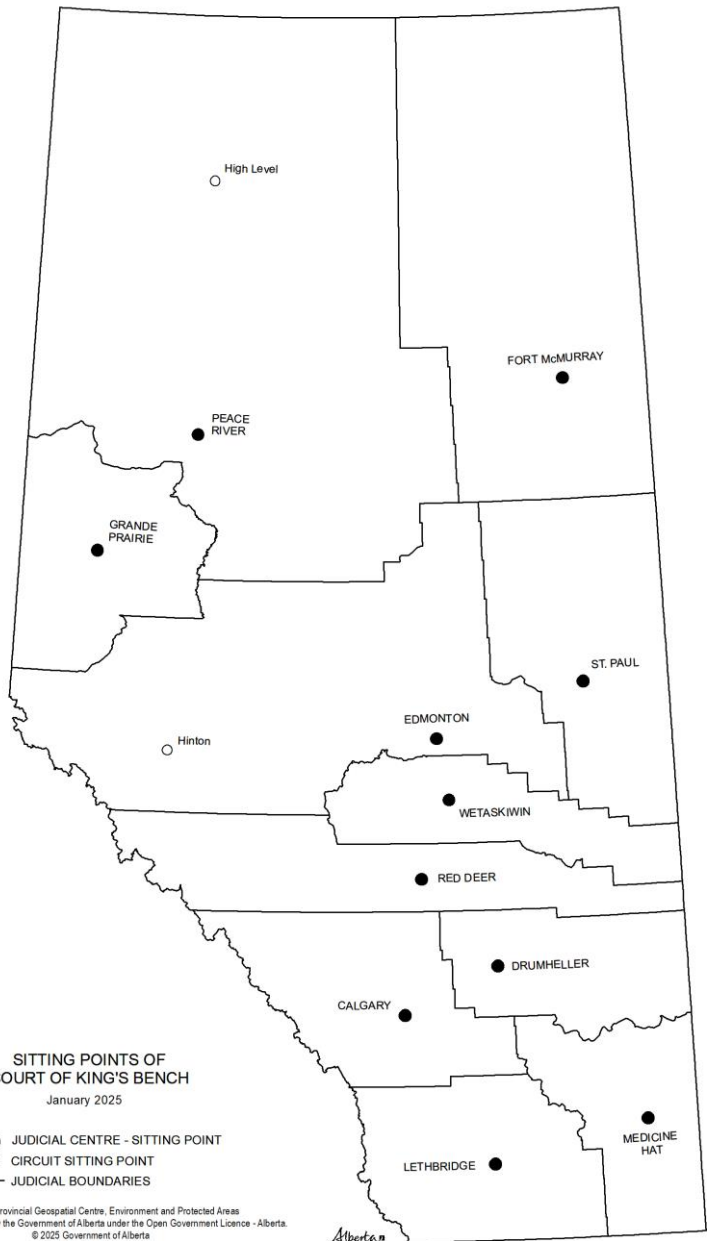 High Level
FORT McMURRAY
PEACE
RIVER
GRANDE
PRAIRIE
ST. PAUL
EDMONTON
Hinton
WETASKIWIN
RED DEER
DRUMHELLER
CALGARY
SITTING POINTS OF
COURT OF KING'S BENCH
January 2025
JUDICIAL CENTRE - SITTING POINT
CIRCUIT SITTING POINT
JUDICIAL BOUNDARIES
MEDICINE
HAT
LETHBRIDGE
Provincial Geospatial Centre, Environment and Protected Areas
the Government of Alberta under the Open Government Licence - Alberta.
© 2025 Government of Alberta
Alberta